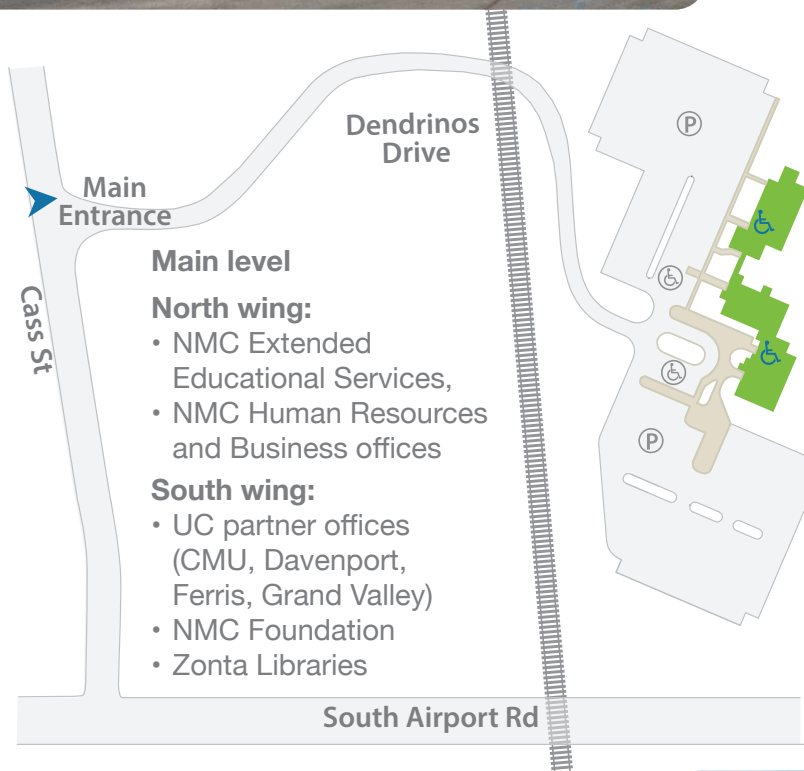 Dendrinos
Drive
P
Main
Entrance
Cass St
Main level
North wing:
• NMC Extended
Educational Services,
• NMC Human Resources
and Business offices
P
South wing:
• UC partner offices
(CMU, Davenport,
Ferris, Grand Valley)
• NMC Foundation
• Zonta Libraries
South Airport Rd